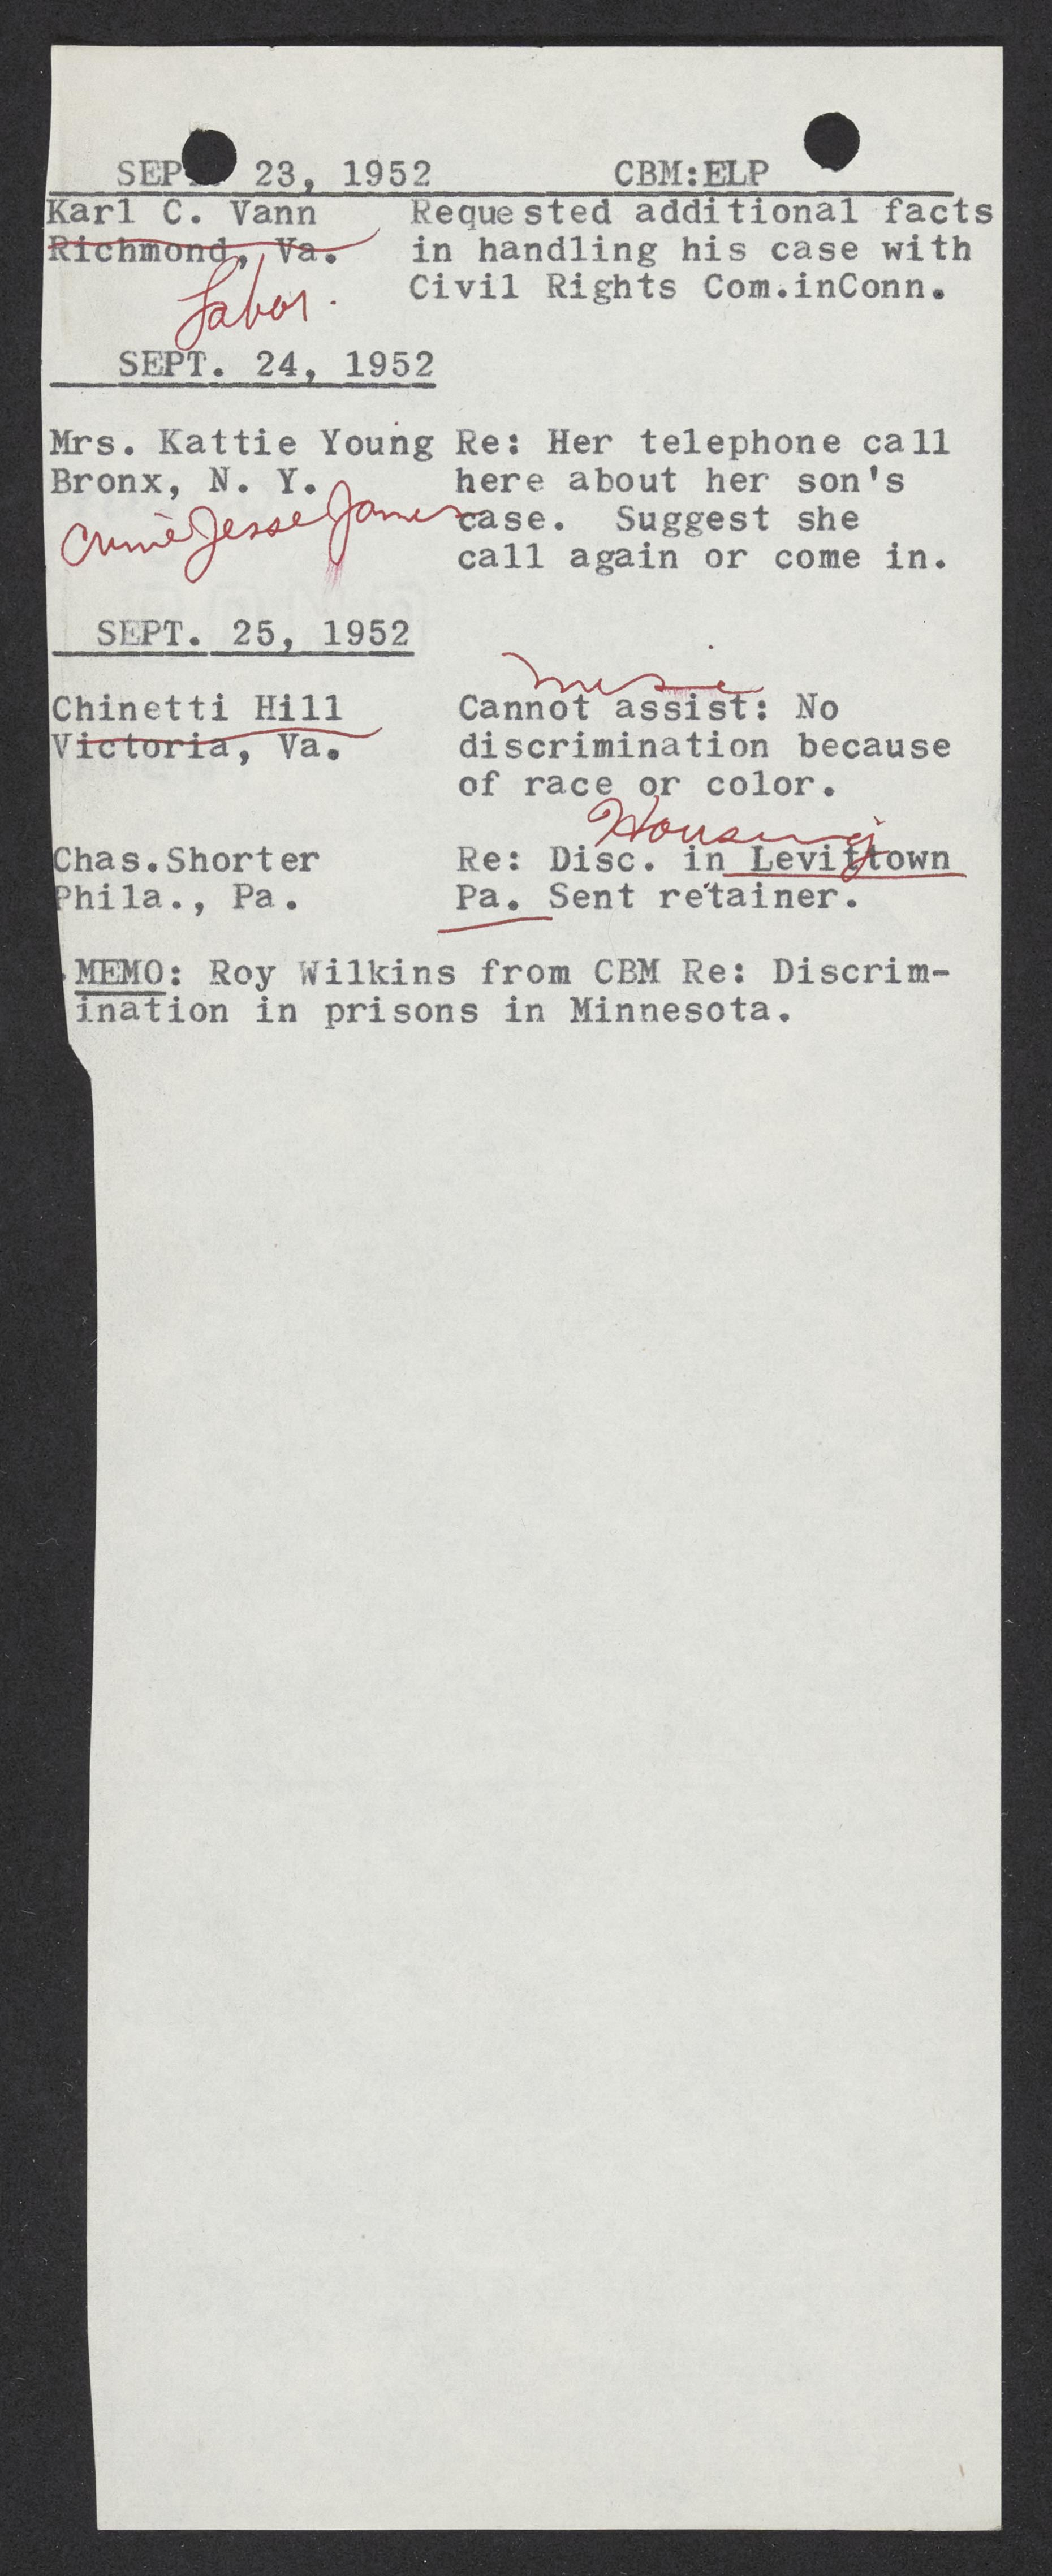 SEPT. 23, 1952 CBM:ELP
Karl C. Vann Requested additional facts
Richmond, Va. in handling his case with
Labor. Civil Rights Com.inConn.
SEPT. 24, 1952
Mrs. Kattie Young Re: Her telephone call
Bronx, N. Y. here about her son's
Crime Jesse James case. Suggest she
call again or come in.
SEPT. 25, 1952
misc
Chinetti Hill Cannot assist: No
Victoria, Va. discrimination because
of race or color.
Housing
Chas.Shorter Re: Disc. in Levittown
Phila., Pa. Pa. Sent retainer.
MEMO: Roy Wilkins from CBM Re: Discrim-
ination in prisons in Minnesota.